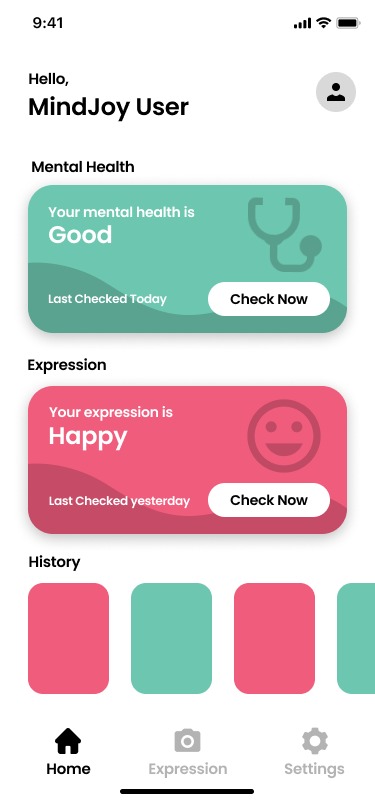 9:41
Hello,
MindJoy User
Mental Health
Your mental health is
Good
Last Checked Today
Check Now
Expression
Your expression is
Happy
Last Checked yesterday
Check Now
History
Home
Expression
Settings